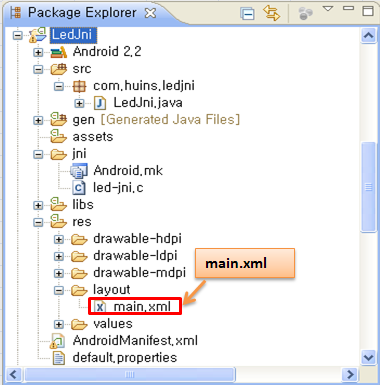 Package Explorer
LedJni
Android 2,2
src
com,huins,ledjni
LedJni,java
gen [Generated Java Files]
assets
jni
Android,mk
led-jni,c
libs
res
drawable-hdpi
drawable-ldpi
drawable-mdpi
main.xml
layout
main,xml
values
AndroidManifest,xml
default,properties